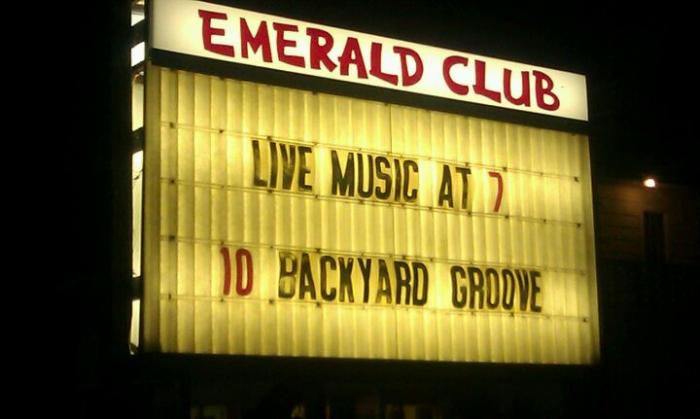 EMERALD CLUB
LIVE MUSIC AT 7
10 BACKYARD GROOVE